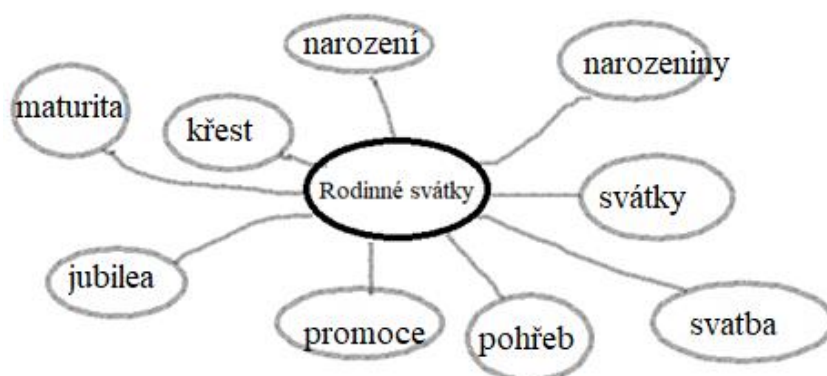 narození
narozeniny
maturita
křest
Rodinné svátky
svátky
jubilea
promoce
pohřeb
svatba